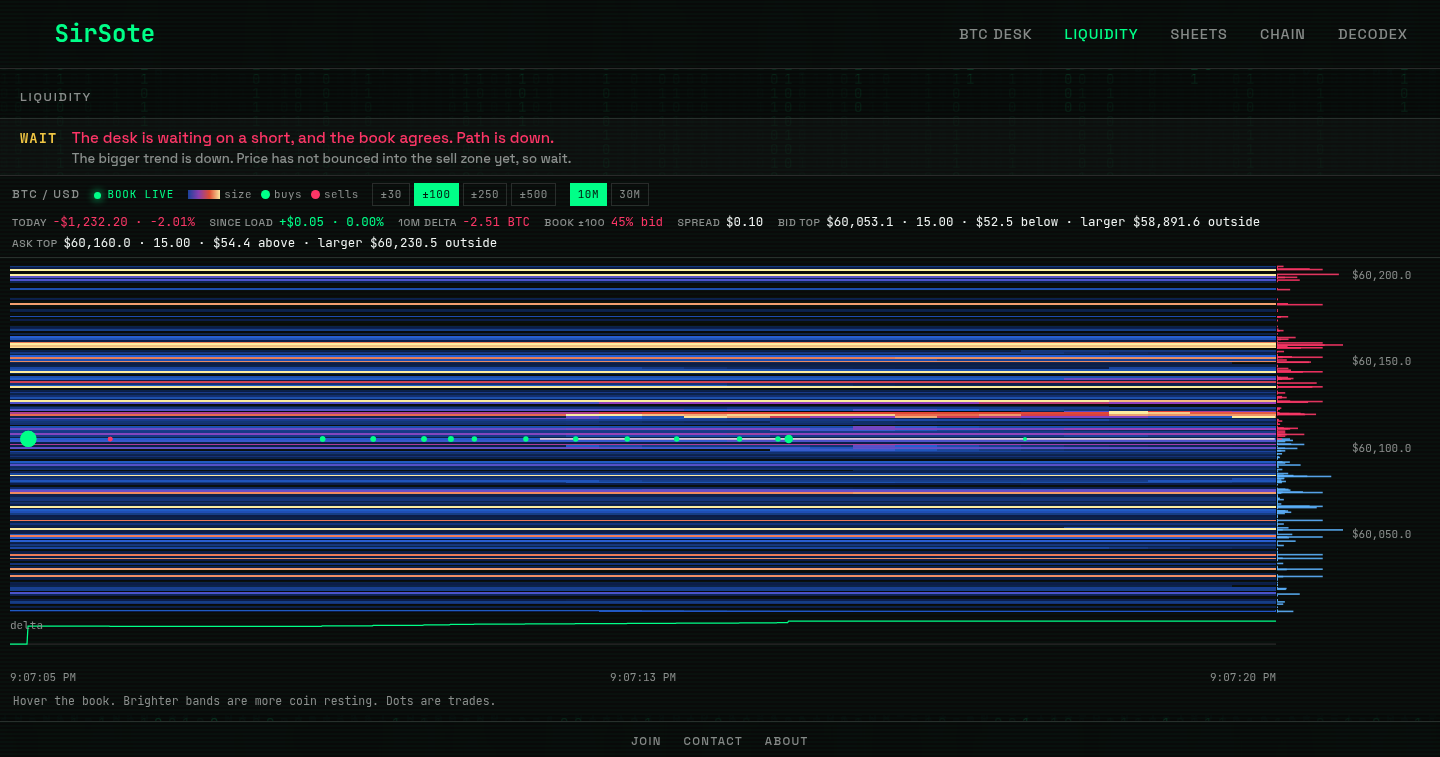 SirSote
BTC DESK LIQUIDITY SHEETS CHAIN DECODEX
LIQUIDITY
WAIT The desk is waiting on a short, and the book agrees. Path is down.
The bigger trend is down. Price has not bounced into the sell zone yet, so wait.
BTC / USD BOOK LIVE size buys sells ±30 ±100 ±250 ±500 10M 30M
TODAY -$1,232.20 · -2.01% SINCE LOAD +$0.05 · 0.00% 10M DELTA -2.51 BTC BOOK ±100 45% bid SPREAD $0.10 BID TOP $60,053.1 · 15.00 · $52.5 below · larger $58,891.6 outside
ASK TOP $60,160.0 · 15.00 · $54.4 above · larger $60,230.5 outside
$60,200.0
$60,150.0
$60,100.0
$60,050.0
delta
9:07:05 PM 9:07:13 PM 9:07:20 PM
Hover the book. Brighter bands are more coin resting. Dots are trades.
JOIN CONTACT ABOUT